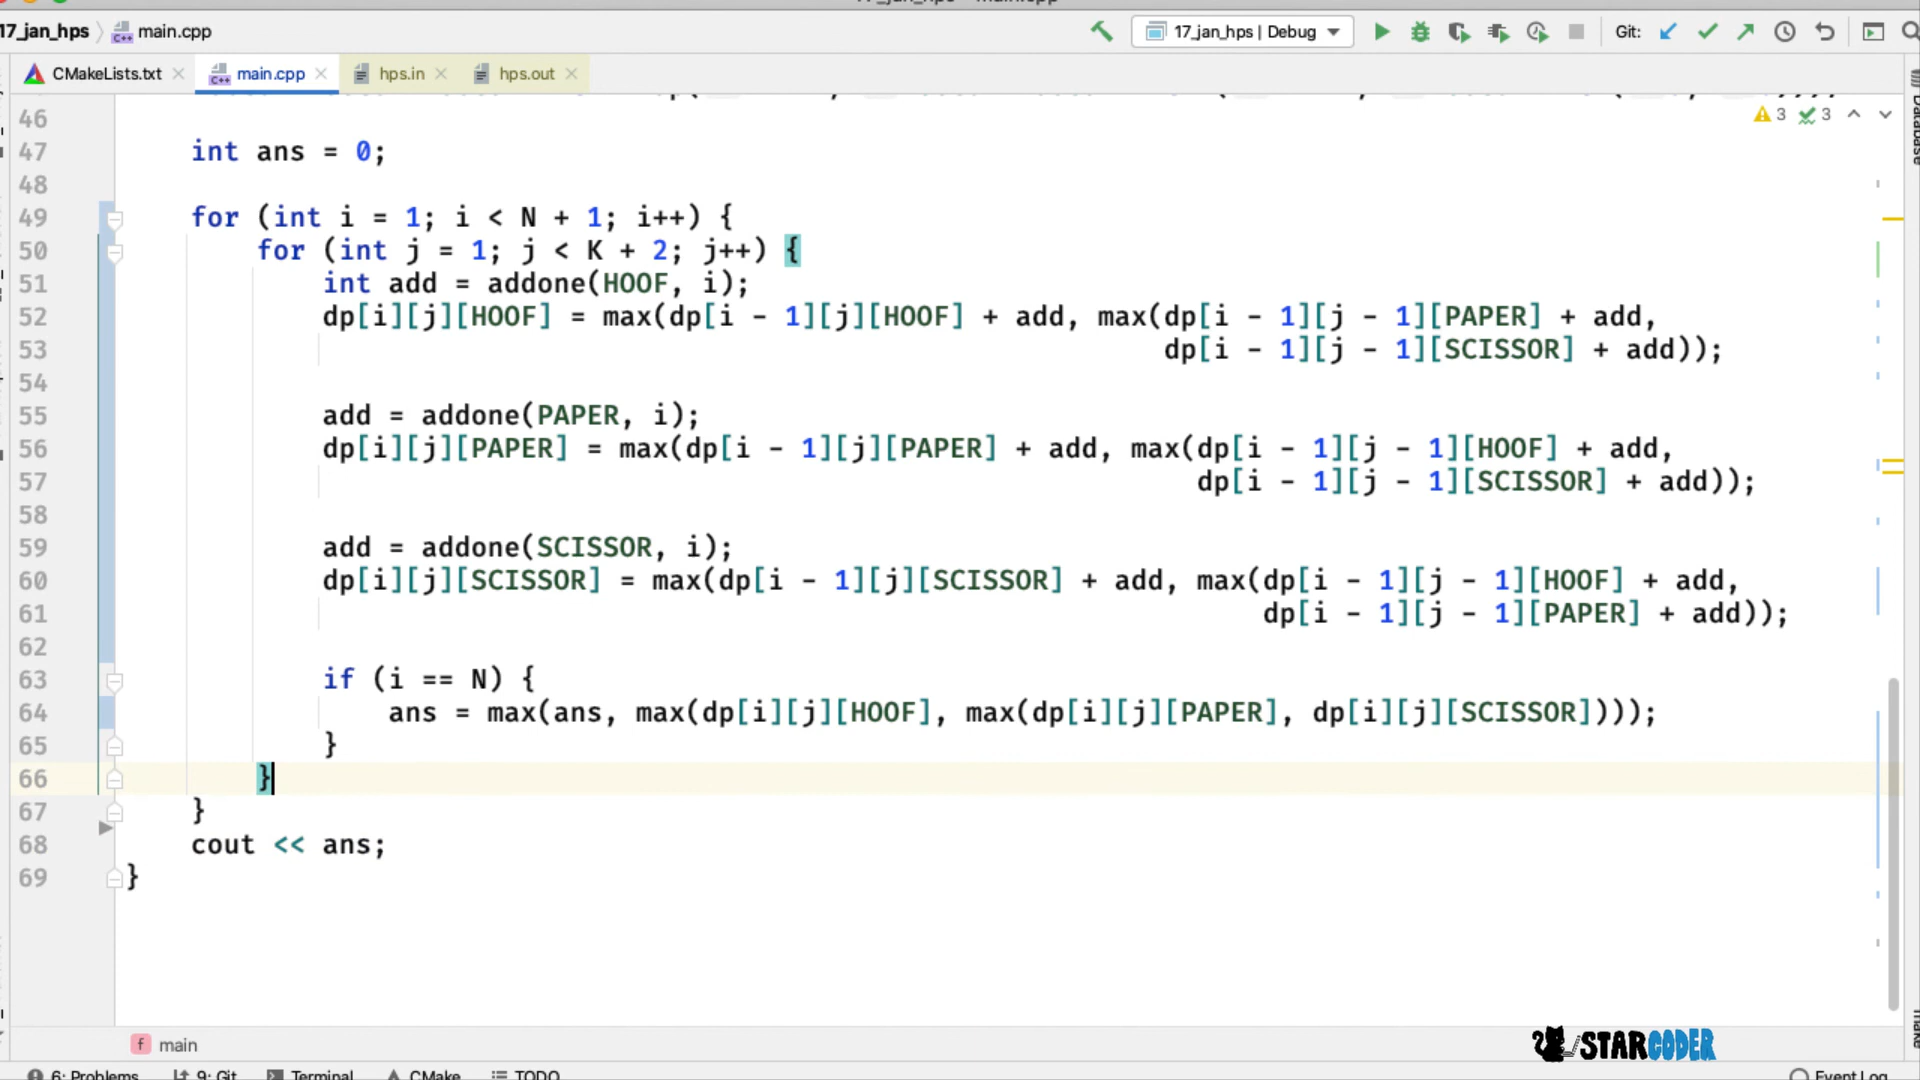 17_jan_hps main.cpp 17_jan_hps | Debug Git:
CMakeLists.txt main.cpp hps.in hps.out
Database
3 3
46
47 int ans = 0;
48
49 for (int i = 1; i < N + 1; i++) {
50 for (int j = 1; j < K + 2; j++) {
51 int add = addone(HOOF, i);
52 dp[i][j][HOOF] = max(dp[i - 1][j][HOOF] + add, max(dp[i - 1][j - 1][PAPER] + add,
53 dp[i - 1][j - 1][SCISSOR] + add));
54
55 add = addone(PAPER, i);
56 dp[i][j][PAPER] = max(dp[i - 1][j][PAPER] + add, max(dp[i - 1][j - 1][HOOF] + add,
57 dp[i - 1][j - 1][SCISSOR] + add));
58
59 add = addone(SCISSOR, i);
60 dp[i][j][SCISSOR] = max(dp[i - 1][j][SCISSOR] + add, max(dp[i - 1][j - 1][HOOF] + add,
61 dp[i - 1][j - 1][PAPER] + add));
62
63 if (i == N) {
64 ans = max(ans, max(dp[i][j][HOOF], max(dp[i][j][PAPER], dp[i][j][SCISSOR])));
65 }
66 }
67 }
68 cout << ans;
69 }
f main
STARCODER
6: Problems 9: Git Terminal CMake TODO Event Log